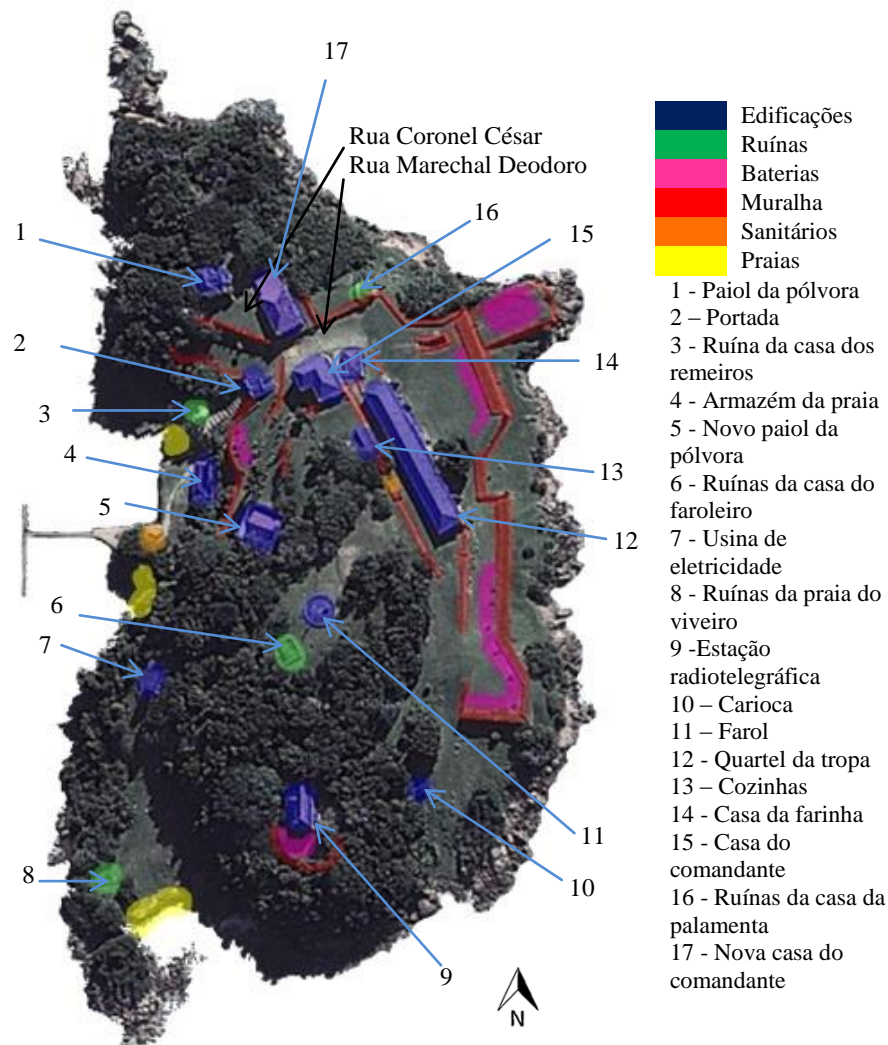 17
Rua Coronel César
Rua Marechal Deodoro
16
15
1
2
14
3
4
13
5
12
6
7
11
8
10
9
N
Edificações
Ruínas
Baterias
Muralha
Sanitários
Praias
1 - Paiol da pólvora
2 – Portada
3 - Ruína da casa dos
remeiros
4 - Armazém da praia
5 - Novo paiol da
pólvora
6 - Ruínas da casa do
faroleiro
7 - Usina de
eletricidade
8 - Ruínas da praia do
viveiro
9 -Estação
radiotelegráfica
10 – Carioca
11 – Farol
12 - Quartel da tropa
13 – Cozinhas
14 - Casa da farinha
15 - Casa do
comandante
16 - Ruínas da casa da
palamenta
17 - Nova casa do
comandante